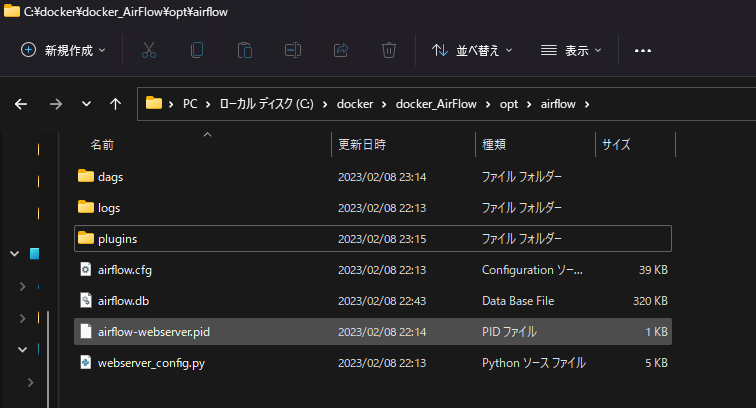 C:¥docker¥docker_AirFlow¥opt¥airflow
新規作成 並べ替え 表示
PC ローカル ディスク (C:) docker docker_AirFlow opt airflow
名前 更新日時 種類 サイズ
dags 2023/02/08 23:14 ファイル フォルダー
logs 2023/02/08 22:13 ファイル フォルダー
plugins 2023/02/08 23:15 ファイル フォルダー
airflow.cfg 2023/02/08 22:13 Configuration ソー... 39 KB
airflow.db 2023/02/08 22:43 Data Base File 320 KB
airflow-webserver.pid 2023/02/08 22:14 PID ファイル 1 KB
webserver_config.py 2023/02/08 22:13 Python ソース ファイル 5 KB